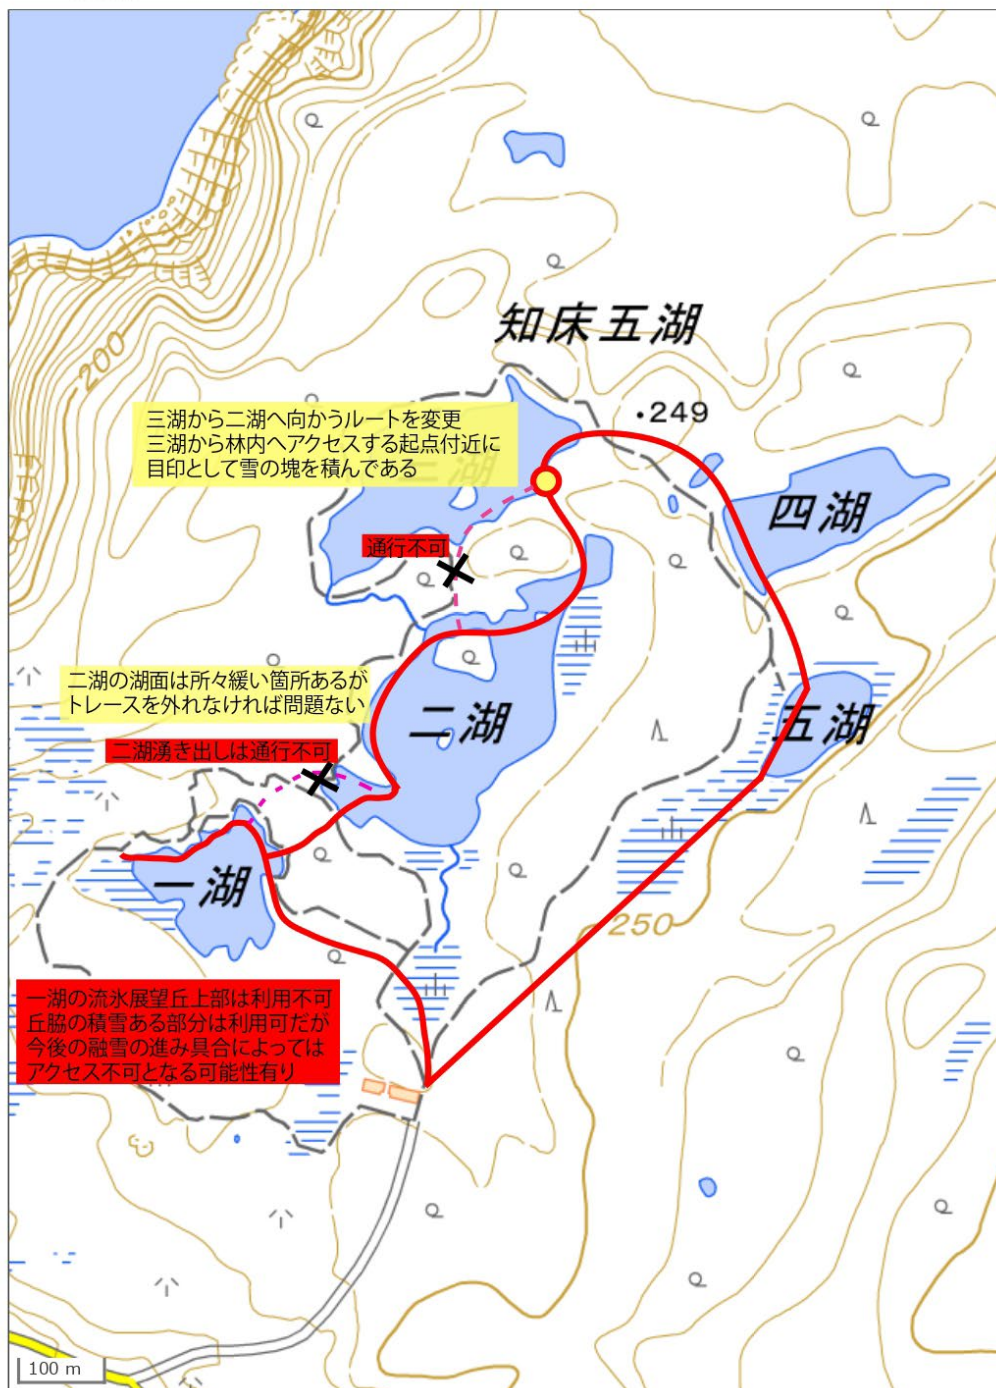 200
知床五湖
・249
三湖から二湖へ向かうルートを変更
三湖から林内へアクセスする起点付近に
目印として雪の塊を積んである
三湖
四湖
通行不可
二湖の湖面は所々緩い箇所あるが
トレースを外れなければ問題ない
二湖
五湖
二湖湧き出しは通行不可
一湖
250
一湖の流氷展望丘上部は利用不可
丘脇の積雪ある部分は利用可だが
今後の融雪の進み具合によっては
アクセス不可となる可能性有り
100 m